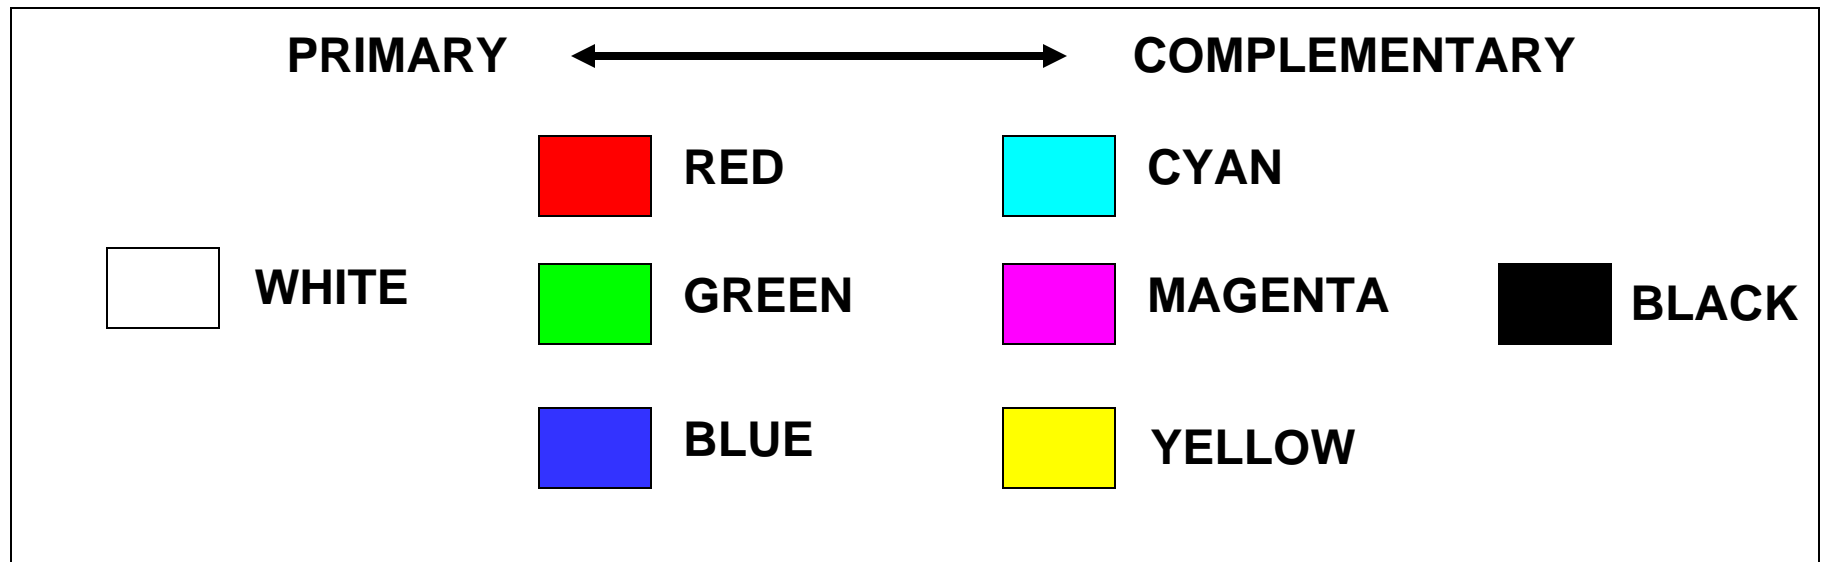 PRIMARY COMPLEMENTARY
RED CYAN
WHITE GREEN MAGENTA BLACK
BLUE YELLOW